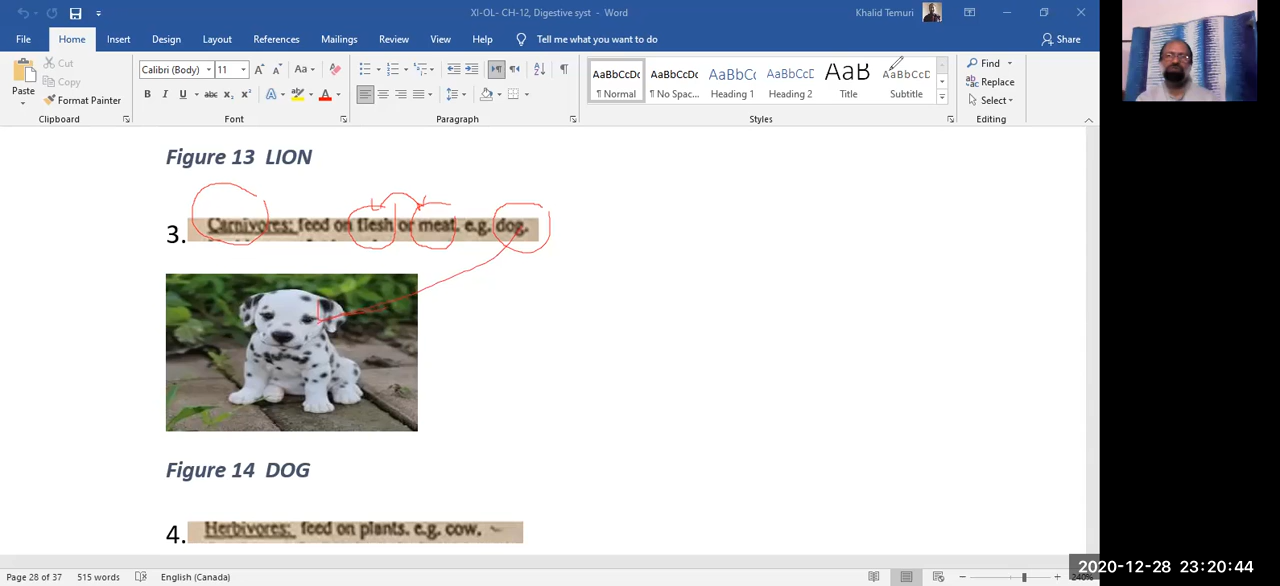 XI-OL- CH-12, Digestive syst - Word
Khalid Temuri
File Home Insert Design Layout References Mailings Review View Help Tell me what you want to do Share
Paste
Cut
Copy
Format Painter
Clipboard
Calibri (Body) 11
Font
Paragraph
AaBbCcDc
¶ Normal
AaBbCcDc
¶ No Spac...
AaBbCc
Heading 1
AaBbCcD
Heading 2
AaB
Title
AaBbCcD
Subtitle
Styles
Find
Replace
Select
Editing
Figure 13 LION
3. Carnivores: feed on flesh or meat. e.g. dog.
Figure 14 DOG
4. Herbivores: feed on plants. e.g. cow.
Page 28 of 37 515 words English (Canada) 240%
2020-12-28 23:20:44